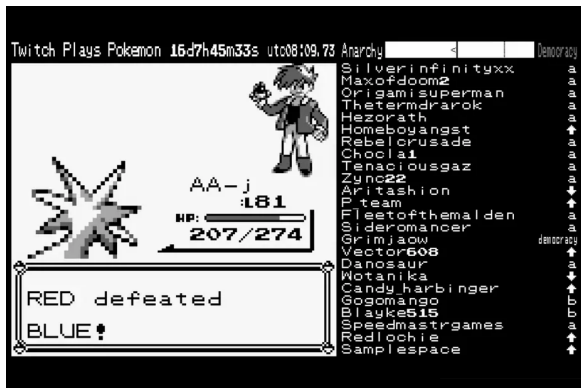 Twitch Plays Pokemon 16d7h45m33s utc08:09.73 Anarchy < Democracy
Silverinfinityxx a
Maxofdoom2 a
Origamisuperman a
Thetermdrarok a
Hezorath a
Homeboyangst ⬆
Rebelcrusade a
Chocla1 a
Tenaciousgaz a
Zync22 a
Aritashion ⬇
P_team ⬆
Fleetofthemalden a
Sideromancer a
Grimjaow democracy
Vector608 ⬆
Danosaur a
Wotanika ⬇
Candy_harbinger ⬆
Gogomango b
Blayke515 b
Speedmastrgames a
Redlochie ⬆
Samplespace ⬆
AA-j
:L81
HP:
207/274
RED defeated
BLUE!